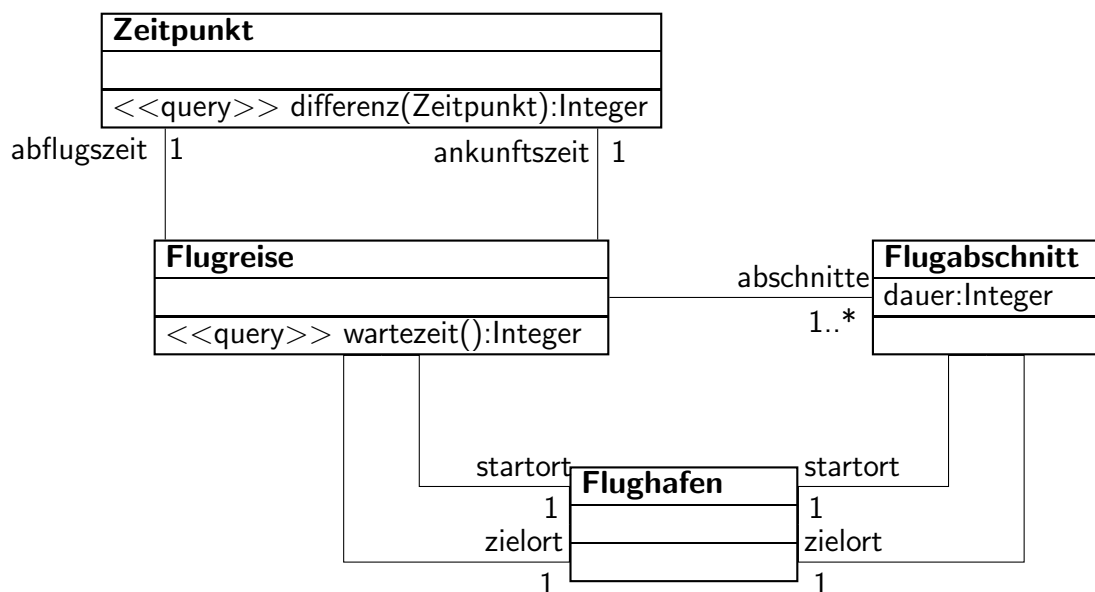 Zeitpunkt
<<query>> differenz(Zeitpunkt):Integer
abflugszeit 1 ankunftszeit 1
Flugreise
<<query>> wartezeit():Integer
abschnitte
1..*
Flugabschnitt
dauer:Integer
startort
1
zielort
1
Flughafen
startort
1
zielort
1